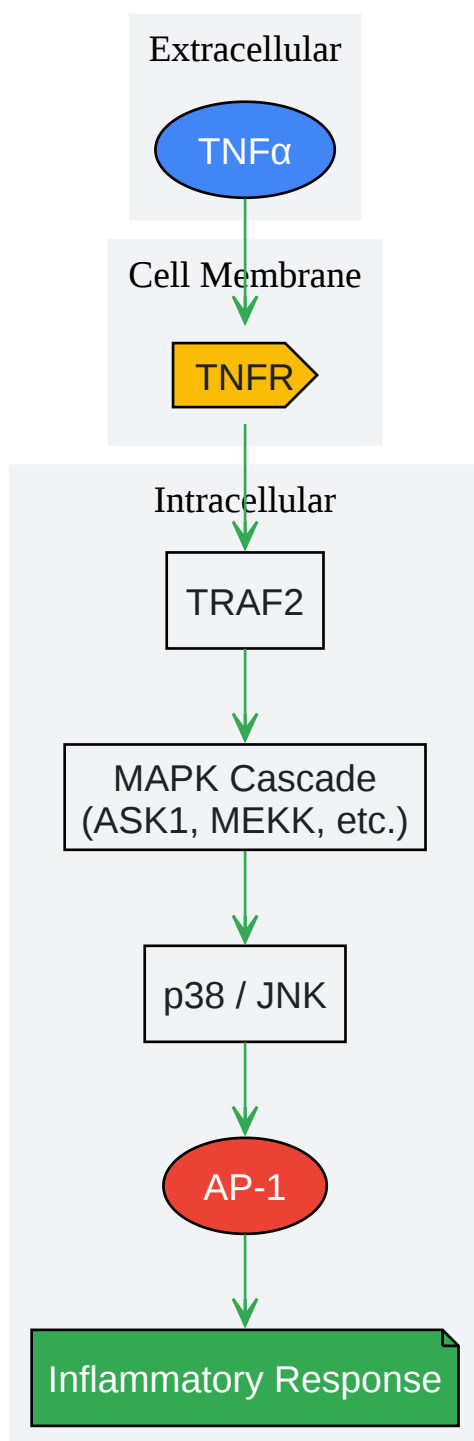 Extracellular
TNFα
Cell Membrane
TNFR
Intracellular
TRAF2
MAPK Cascade
(ASK1, MEKK, etc.)
p38 / JNK
AP-1
Inflammatory Response